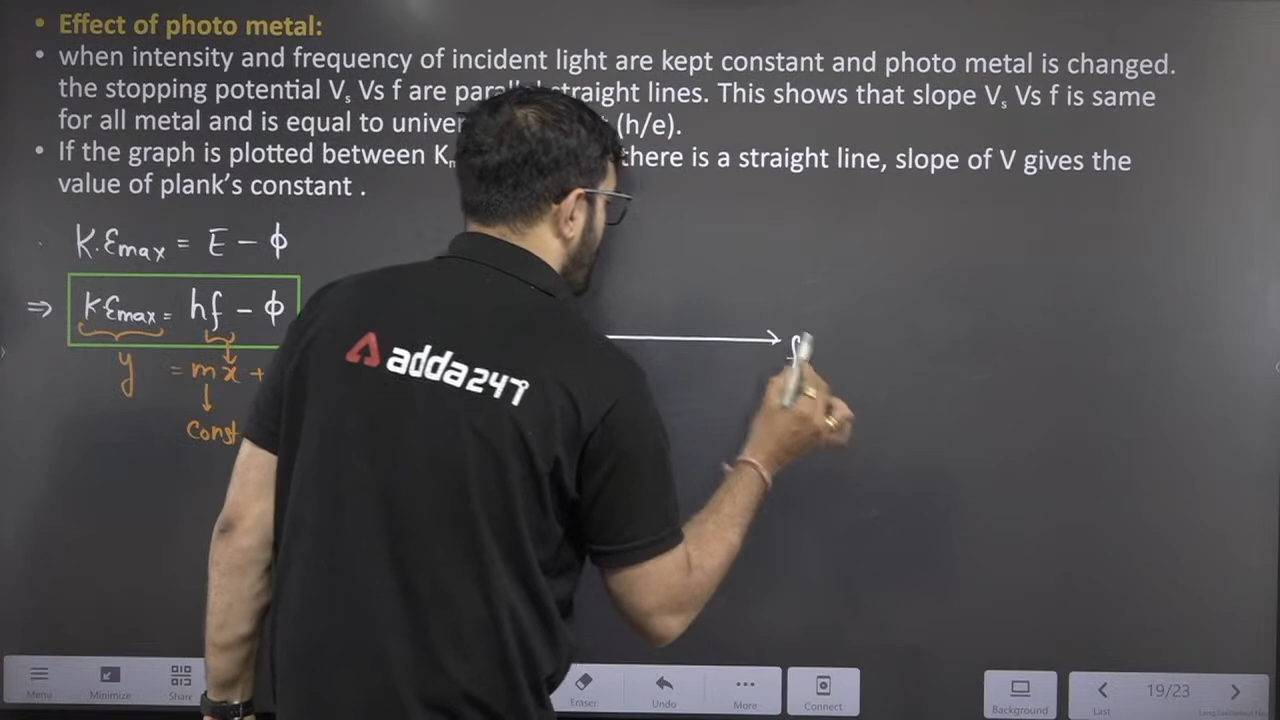 • Effect of photo metal:
• when intensity and frequency of incident light are kept constant and photo metal is changed.
the stopping potential Vs Vs f are straight lines. This shows that slope Vs Vs f is same
for all metal and is equal to (h/e).
• If the graph is plotted between there is a straight line, slope of V gives the
value of plank's constant .
K.Emax = E - ϕ
⇒ KEmax = hf - ϕ
y = mx +
Const
f
adda247
Menu
Minimize
Share
Eraser
Undo
More
Connect
Background
Last
19/23